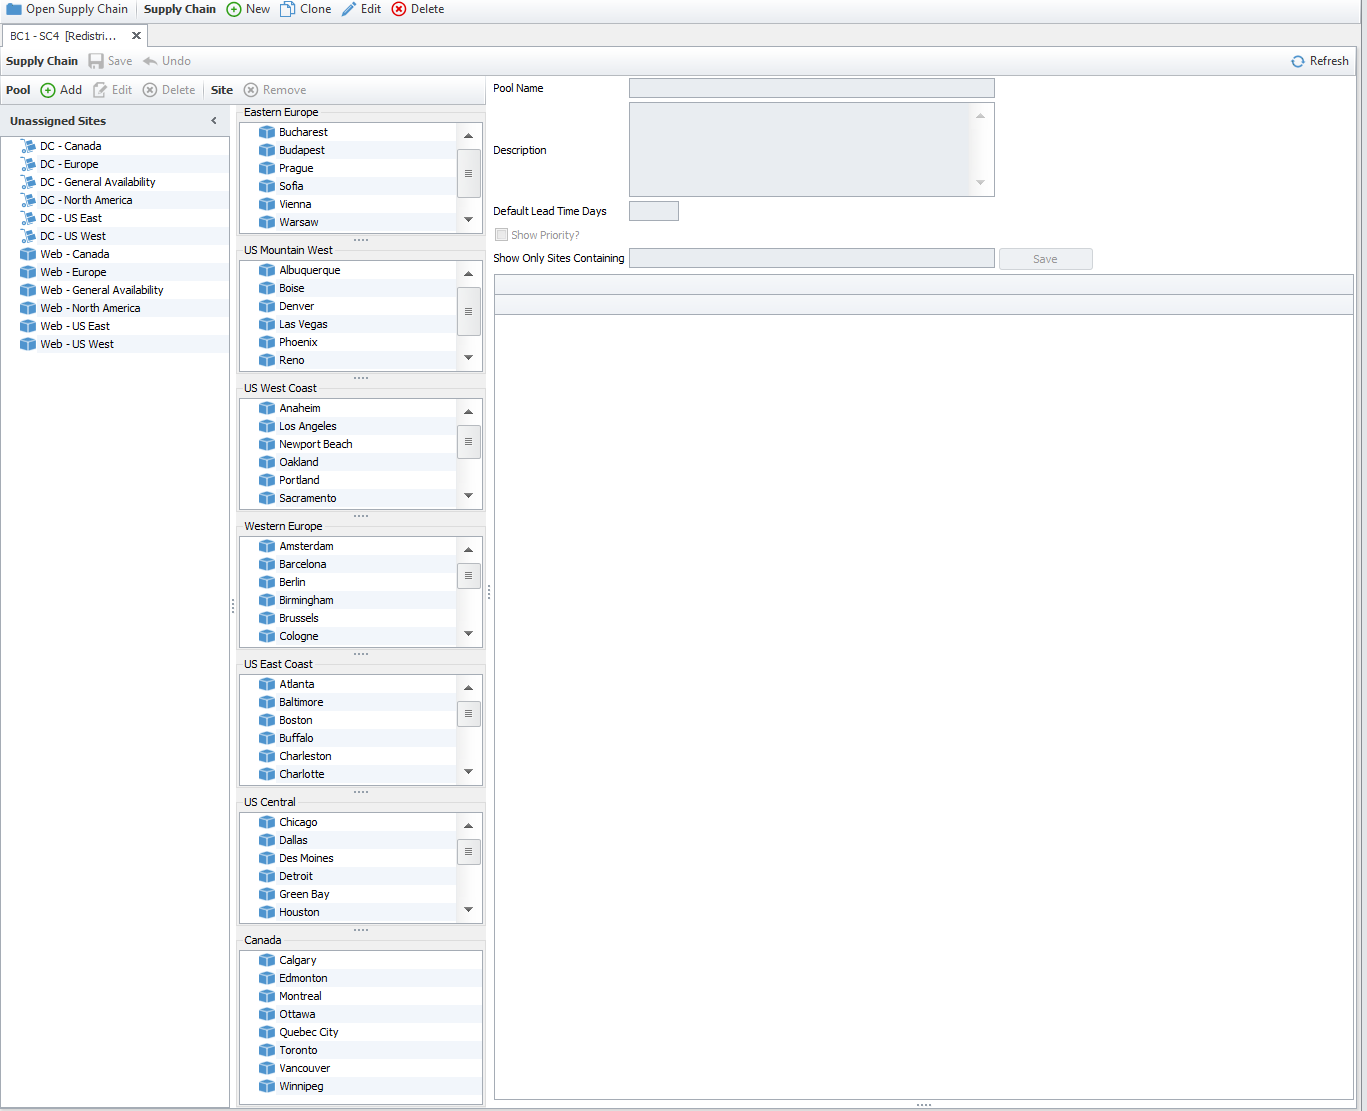 Open Supply Chain Supply Chain New Clone Edit Delete
BC1 - SC4 [Redistri...
Supply Chain Save Undo Refresh
Pool Add Edit Delete Site Remove
Unassigned Sites
DC - Canada
DC - Europe
DC - General Availability
DC - North America
DC - US East
DC - US West
Web - Canada
Web - Europe
Web - General Availability
Web - North America
Web - US East
Web - US West
Eastern Europe
Bucharest
Budapest
Prague
Sofia
Vienna
Warsaw
US Mountain West
Albuquerque
Boise
Denver
Las Vegas
Phoenix
Reno
US West Coast
Anaheim
Los Angeles
Newport Beach
Oakland
Portland
Sacramento
Western Europe
Amsterdam
Barcelona
Berlin
Birmingham
Brussels
Cologne
US East Coast
Atlanta
Baltimore
Boston
Buffalo
Charleston
Charlotte
US Central
Chicago
Dallas
Des Moines
Detroit
Green Bay
Houston
Canada
Calgary
Edmonton
Montreal
Ottawa
Quebec City
Toronto
Vancouver
Winnipeg
Pool Name
Description
Default Lead Time Days
Show Priority?
Show Only Sites Containing Save